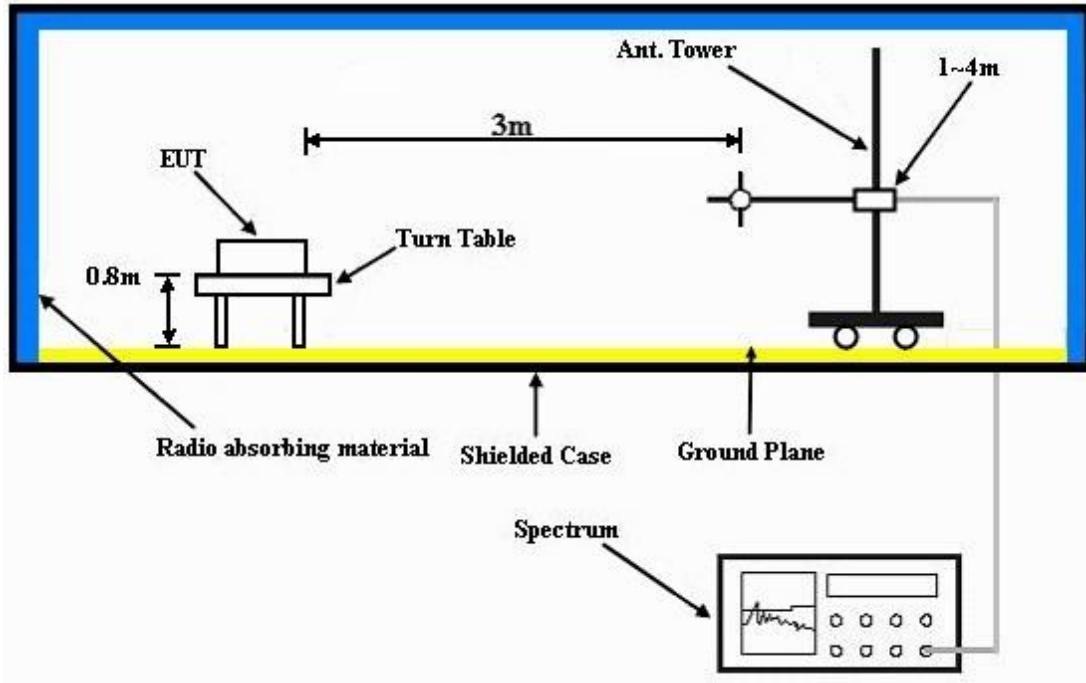 Ant. Tower
1~4m
3m
EUT
Turn Table
0.8m
Radio absorbing material
Shielded Case
Ground Plane
Spectrum